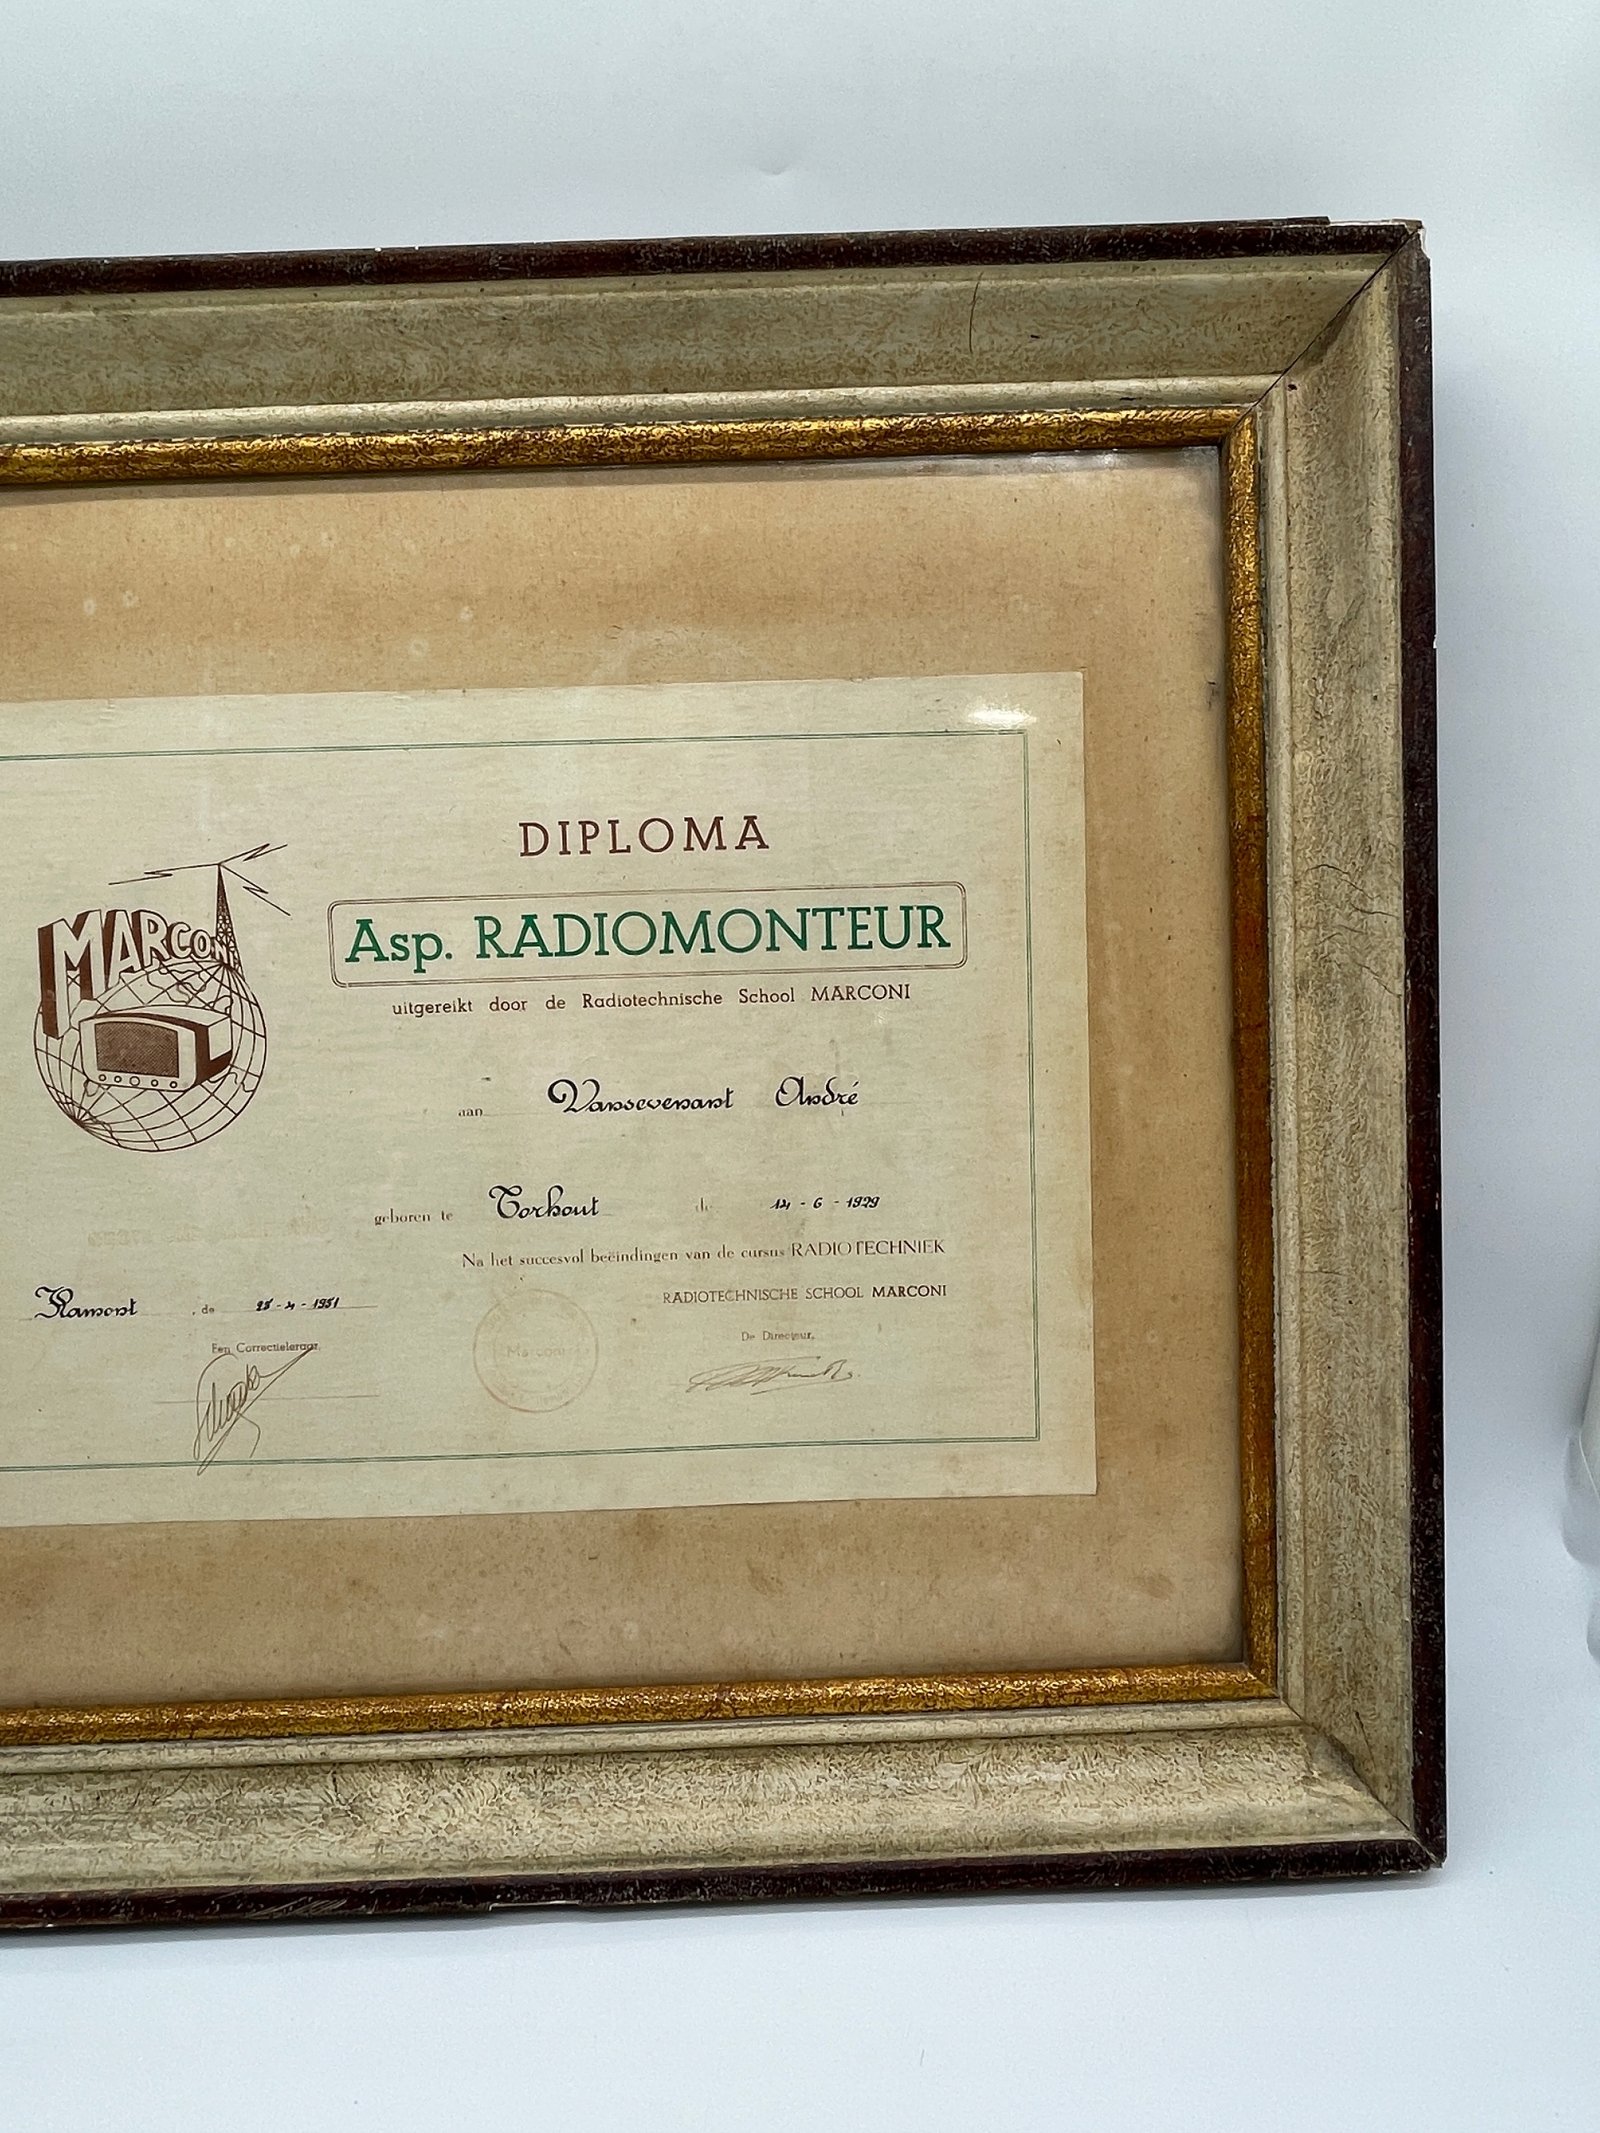 DIPLOMA
MARCONI
Asp. RADIOMONTEUR
uitgereikt door de Radiotechnische School MARCONI
aan Vansevenant André
geboren te Torhout de 14-6-1929
Na het succesvol beëindingen van de cursus RADIOTECHNIEK
Hamont, de 25-4-1951
RADIOTECHNISCHE SCHOOL MARCONI
Een Correctieleraar,
De Directeur,
Marconi